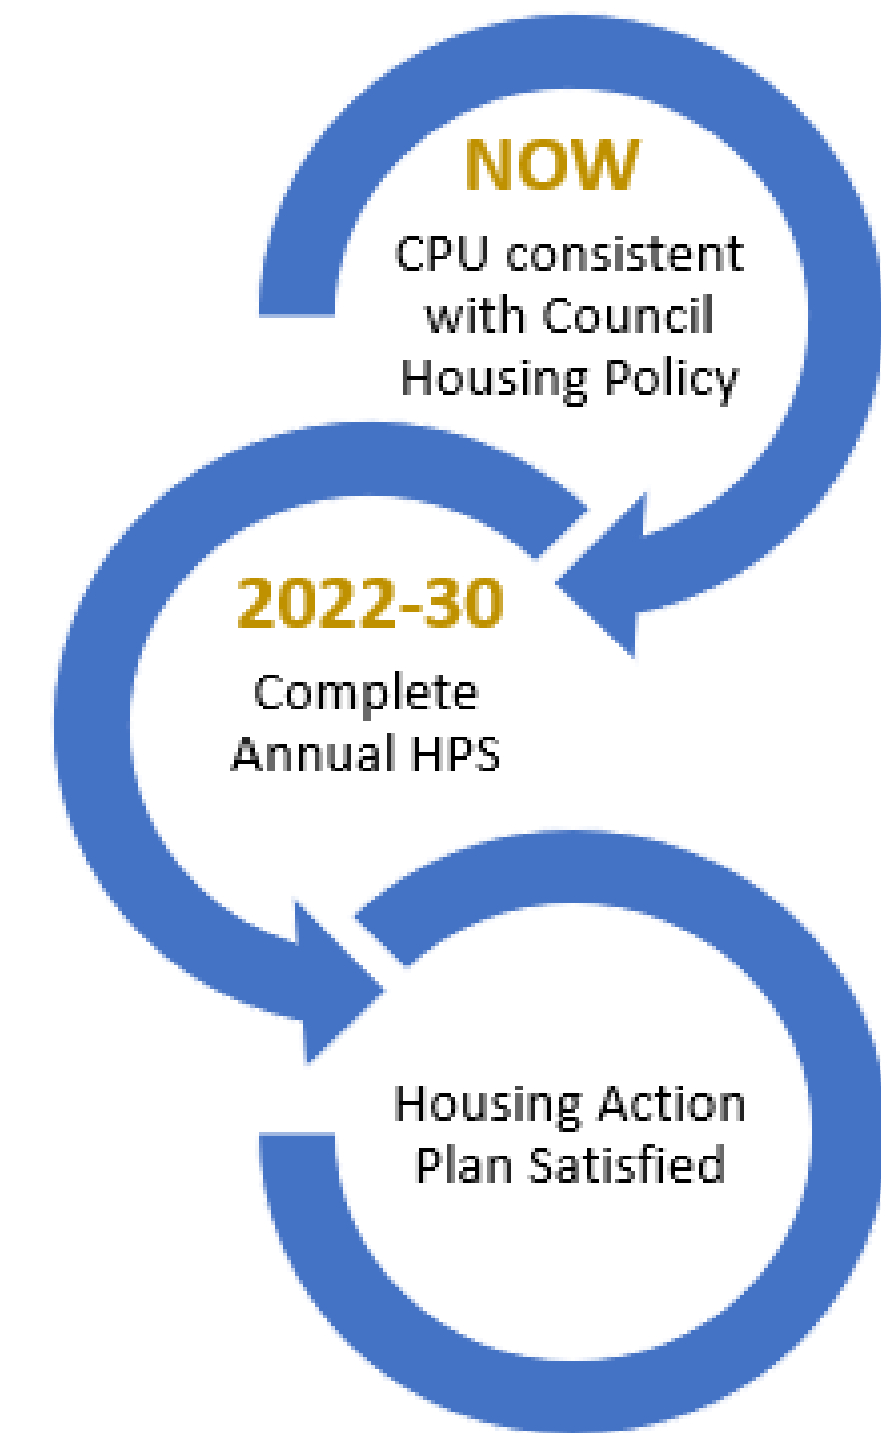 NOW
CPU consistent
with Council
Housing Policy
2022-30
Complete
Annual HPS
Housing Action
Plan Satisfied